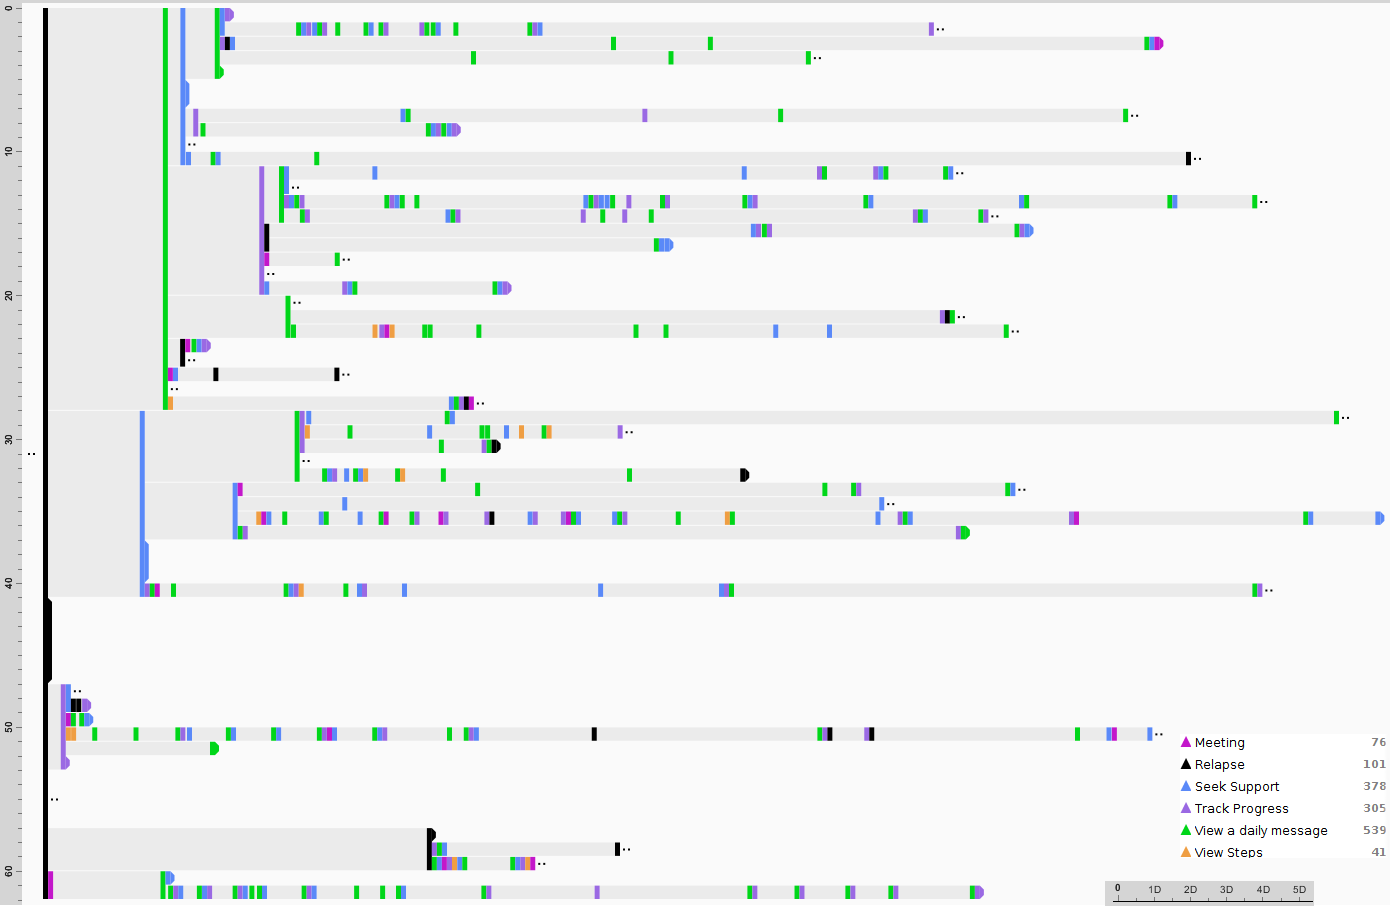 0
10
20
30
40
50
60
Meeting 76
Relapse 101
Seek Support 378
Track Progress 305
View a daily message 539
View Steps 41
0 1D 2D 3D 4D 5D